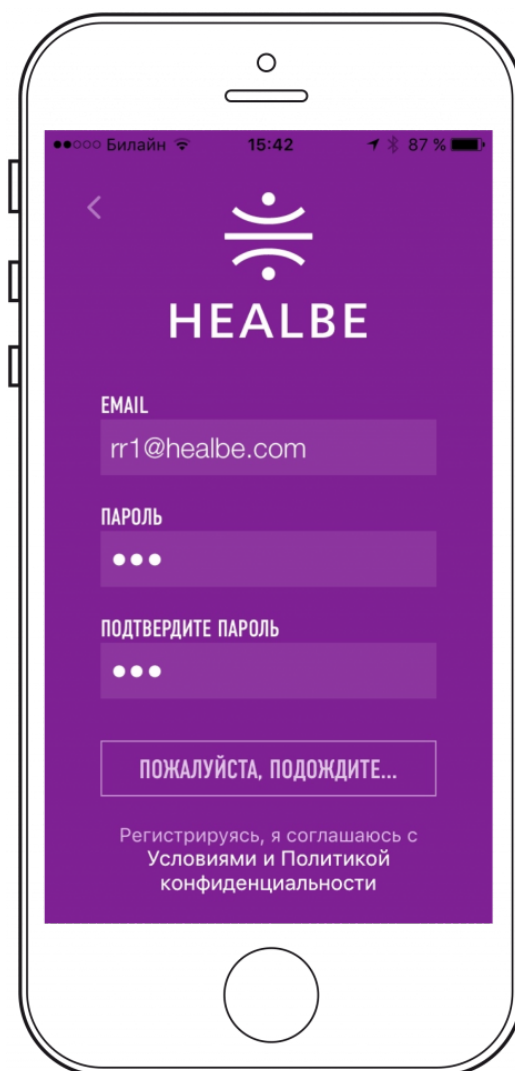 Билайн 15:42 87 %
HEALBE
EMAIL
rr1@healbe.com
ПАРОЛЬ
ПОДТВЕРДИТЕ ПАРОЛЬ
ПОЖАЛУЙСТА, ПОДОЖДИТЕ...
Регистрируясь, я соглашаюсь с
Условиями и Политикой
конфиденциальности